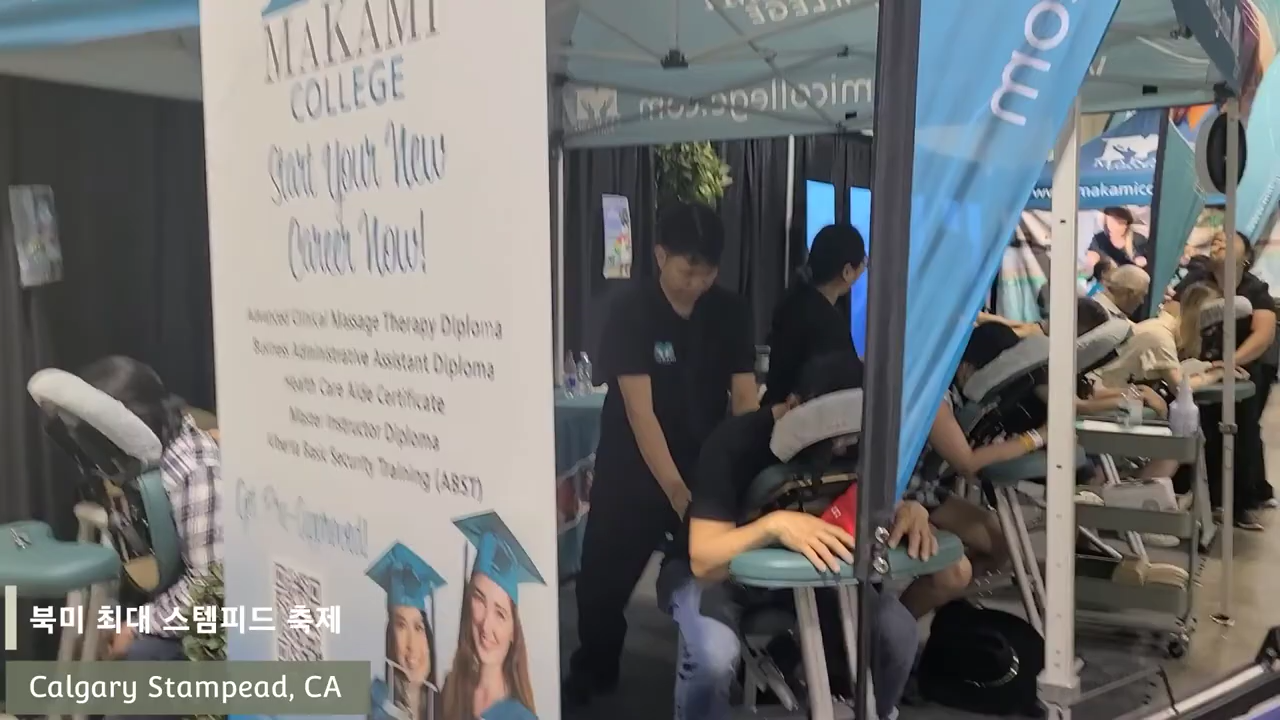 MAKAMI
COLLEGE
Start Your New
Career Now!
Advanced Clinical Massage Therapy Diploma
Business Administrative Assistant Diploma
Health Care Aide Certificate
Master Instructor Diploma
Alberta Basic Security Training (ABST)
Get Pre-Approved!
COLLEGE
micollege.com
om
www.makamico
북미 최대 스템피드 축제
Calgary Stampead, CA